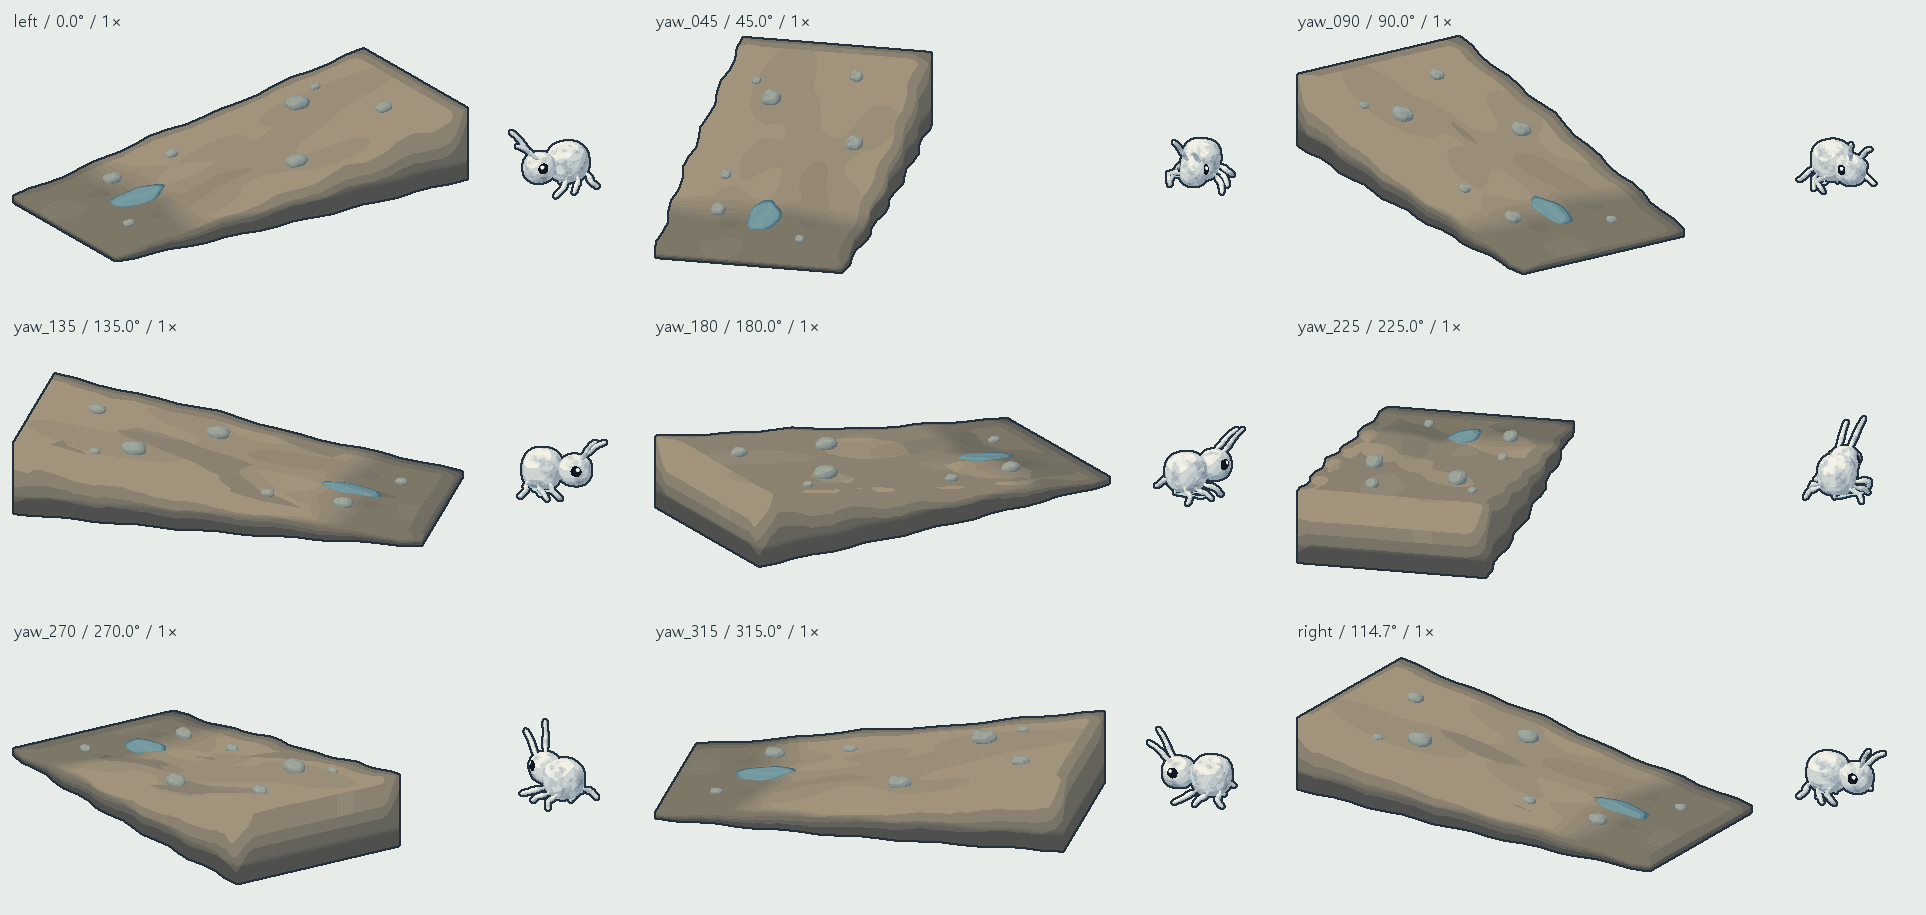 left / 0.0° / 1×
yaw_045 / 45.0° / 1×
yaw_090 / 90.0° / 1×
yaw_135 / 135.0° / 1×
yaw_180 / 180.0° / 1×
yaw_225 / 225.0° / 1×
yaw_270 / 270.0° / 1×
yaw_315 / 315.0° / 1×
right / 114.7° / 1×